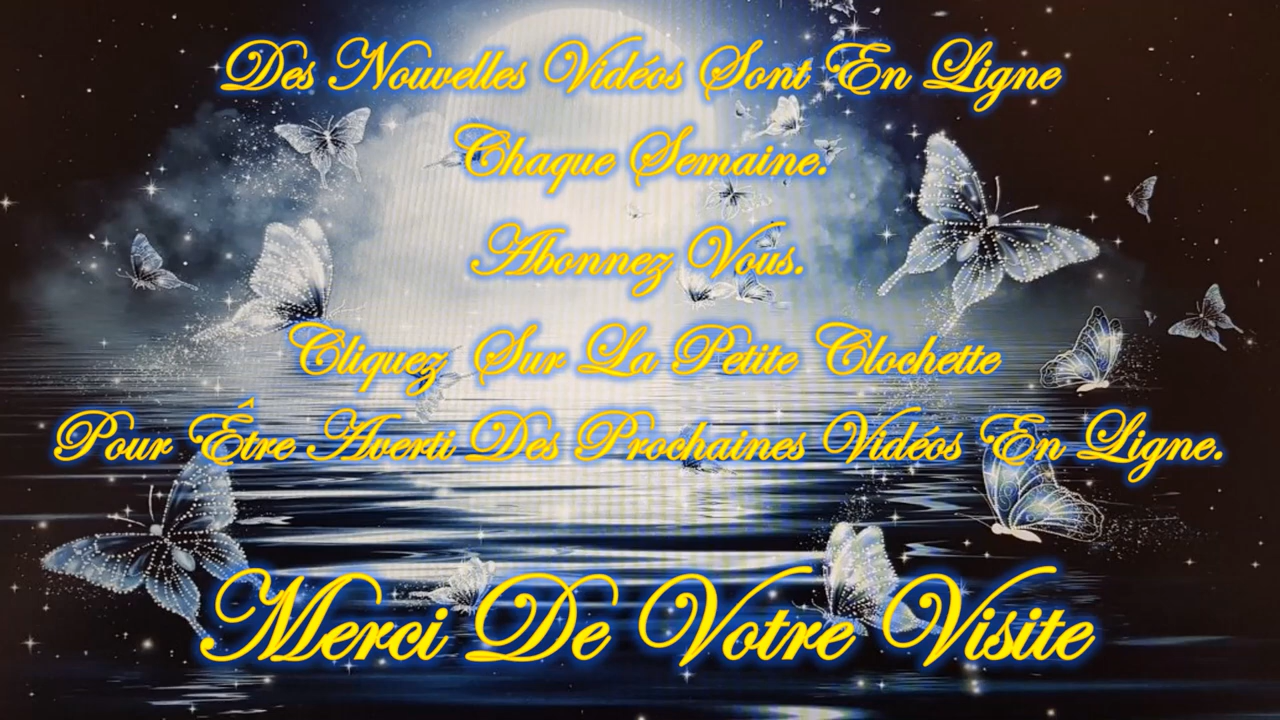 Des Nouvelles Vidéos Sont En Ligne
Chaque Semaine.
Abonnez Vous.
Cliquez Sur La Petite Clochette
Pour Être Averti Des Prochaines Vidéos En Ligne.
Merci De Votre Visite